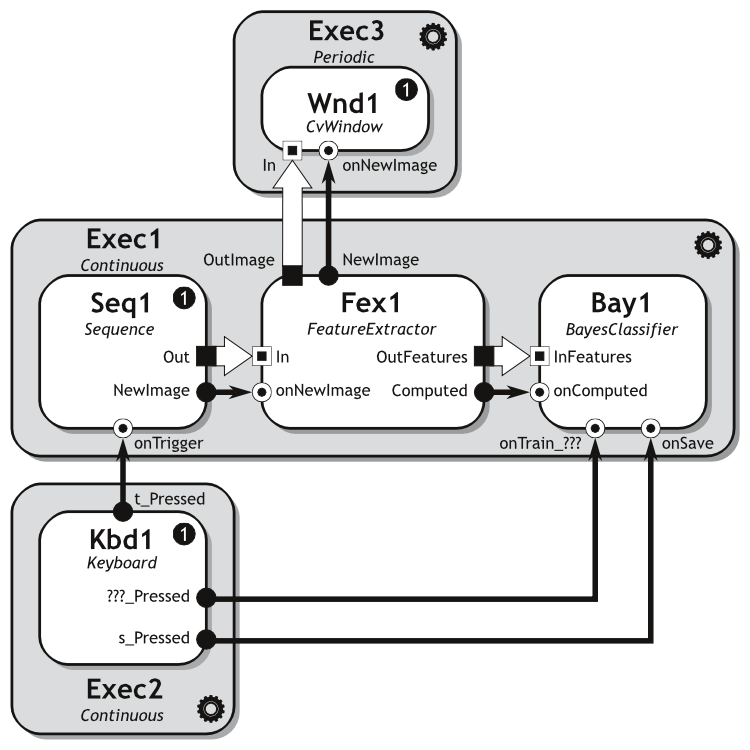 Exec3
Periodic
1
Wnd1
CvWindow
In
onNewImage
Exec1
Continuous
OutImage
NewImage
Seq1
1
Sequence
Out
NewImage
onTrigger
Fex1
FeatureExtractor
In
OutFeatures
onNewImage
Computed
Bay1
BayesClassifier
InFeatures
onComputed
onTrain_???
onSave
t_Pressed
Kbd1
1
Keyboard
???_Pressed
s_Pressed
Exec2
Continuous